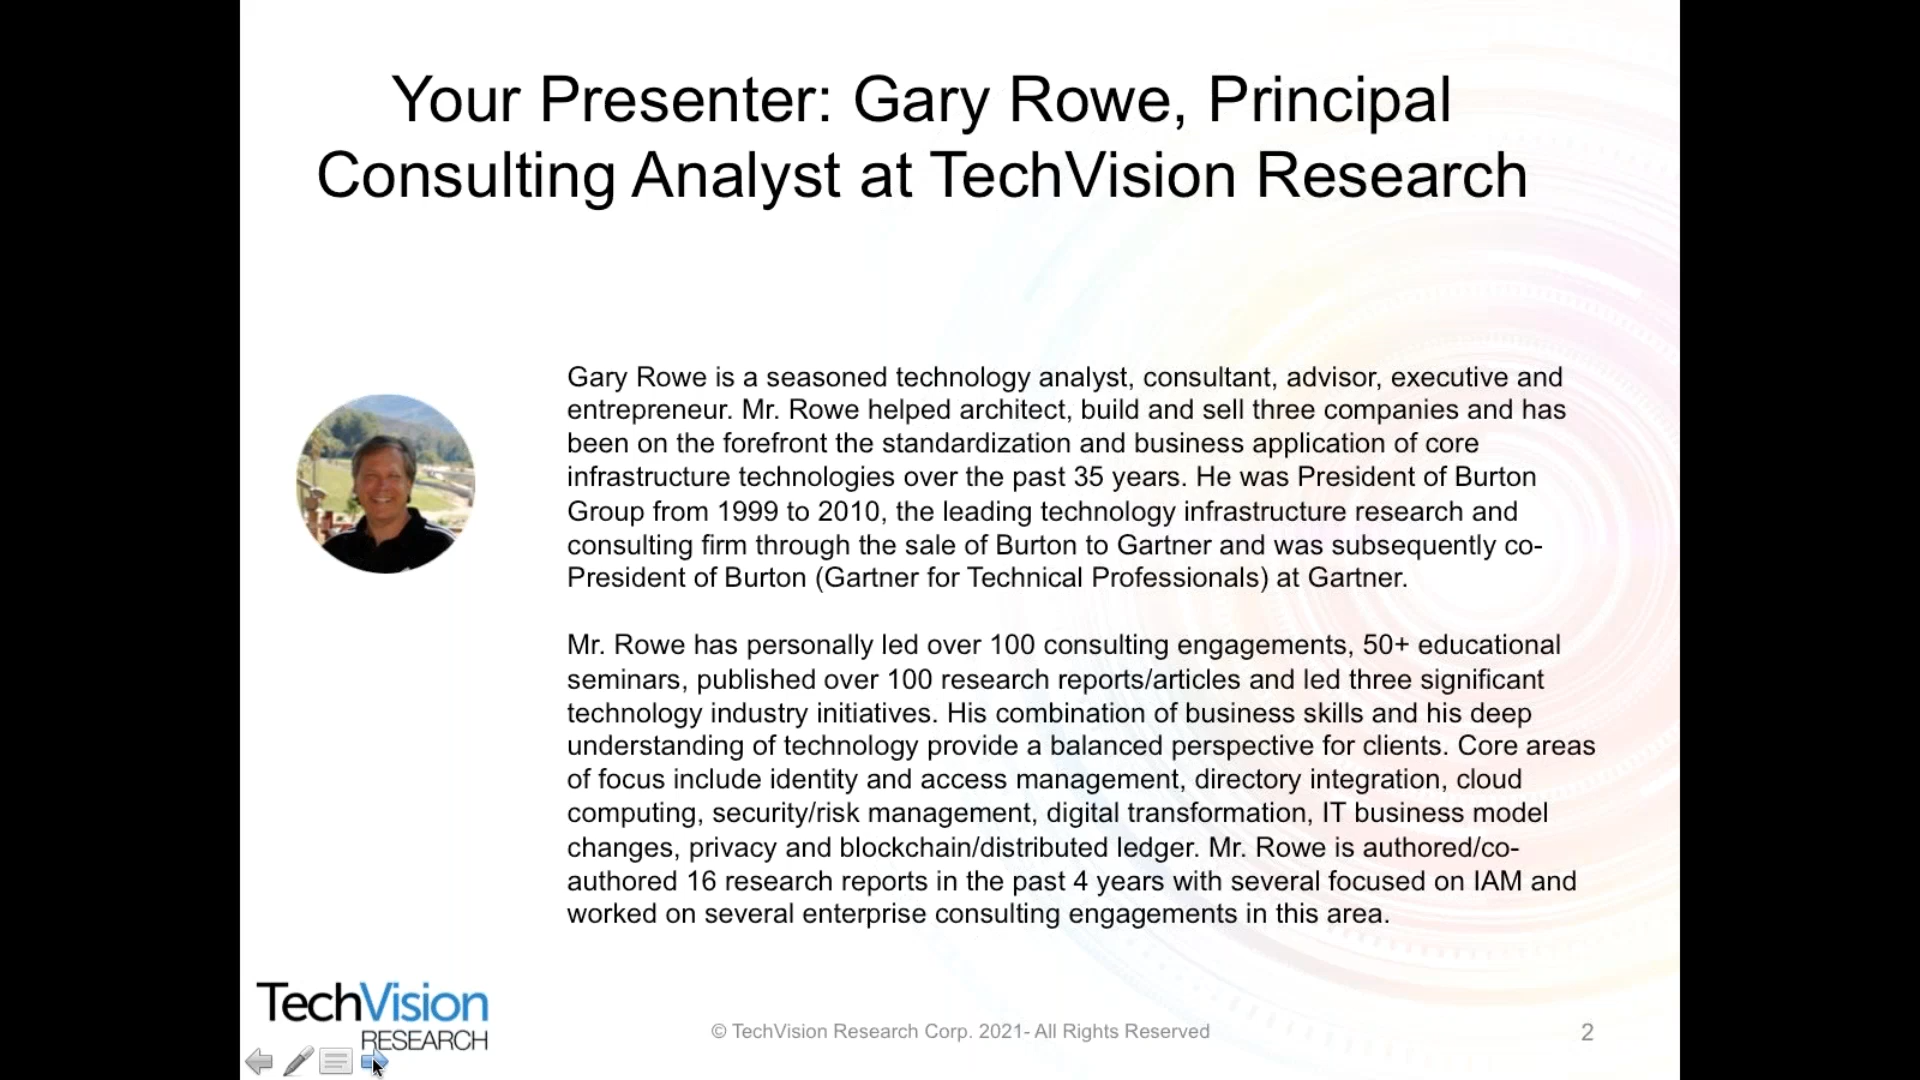 Your Presenter: Gary Rowe, Principal
Consulting Analyst at TechVision Research
Gary Rowe is a seasoned technology analyst, consultant, advisor, executive and
entrepreneur. Mr. Rowe helped architect, build and sell three companies and has
been on the forefront the standardization and business application of core
infrastructure technologies over the past 35 years. He was President of Burton
Group from 1999 to 2010, the leading technology infrastructure research and
consulting firm through the sale of Burton to Gartner and was subsequently co-
President of Burton (Gartner for Technical Professionals) at Gartner.
Mr. Rowe has personally led over 100 consulting engagements, 50+ educational
seminars, published over 100 research reports/articles and led three significant
technology industry initiatives. His combination of business skills and his deep
understanding of technology provide a balanced perspective for clients. Core areas
of focus include identity and access management, directory integration, cloud
computing, security/risk management, digital transformation, IT business model
changes, privacy and blockchain/distributed ledger. Mr. Rowe is authored/co-
authored 16 research reports in the past 4 years with several focused on IAM and
worked on several enterprise consulting engagements in this area.
TechVision
RESEARCH
© TechVision Research Corp. 2021- All Rights Reserved
2